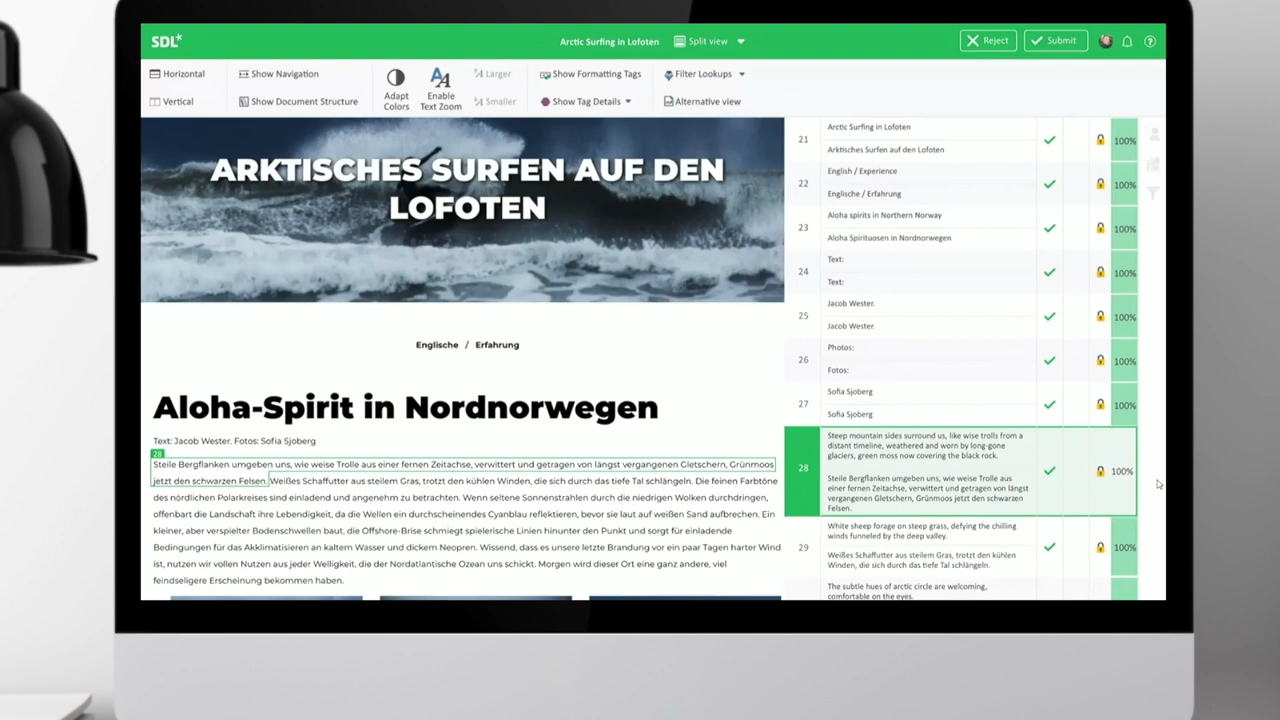 SDL*
Arctic Surfing in Lofoten
Split view
Reject
Submit
Horizontal
Vertical
Show Navigation
Show Document Structure
Adapt
Colors
Enable
Text Zoom
Larger
Smaller
Show Formatting Tags
Show Tag Details
Filter Lookups
Alternative view
ARKTISCHES SURFEN AUF DEN
LOFOTEN
Englische / Erfahrung
Aloha-Spirit in Nordnorwegen
Text: Jacob Wester. Fotos: Sofia Sjoberg
28
Steile Bergflanken umgeben uns, wie weise Trolle aus einer fernen Zeitachse, verwittert und getragen von längst vergangenen Gletschern, Grünmoos
jetzt den schwarzen Felsen. Weißes Schaffutter aus steilem Gras, trotzt den kühlen Winden, die sich durch das tiefe Tal schlängeln. Die feinen Farbtöne
des nördlichen Polarkreises sind einladend und angenehm zu betrachten. Wenn seltene Sonnenstrahlen durch die niedrigen Wolken durchdringen,
offenbart die Landschaft ihre Lebendigkeit, da die Wellen ein durchscheinendes Cyanblau reflektieren, bevor sie laut auf weißen Sand aufbrechen. Ein
kleiner, aber verspielter Bodenschwellen baut, die Offshore-Brise schmiegt spielerische Linien hinunter den Punkt und sorgt für einladende
Bedingungen für das Akklimatisieren an kaltem Wasser und dickem Neopren. Wissend, dass es unsere letzte Brandung vor ein paar Tagen harter Wind
ist, nutzen wir vollen Nutzen aus jeder Welligkeit, die der Nordatlantische Ozean uns schickt. Morgen wird dieser Ort eine ganz andere, viel
feindseligere Erscheinung bekommen haben.
21
Arctic Surfing in Lofoten
Arktisches Surfen auf den Lofoten
100%
22
English / Experience
Englische / Erfahrung
100%
23
Aloha spirits in Northern Norway
Aloha Spirituosen in Nordnorwegen
100%
24
Text:
Text:
100%
25
Jacob Wester.
Jacob Wester.
100%
26
Photos:
Fotos:
100%
27
Sofia Sjoberg
Sofia Sjoberg
100%
28
Steep mountain sides surround us, like wise trolls from a
distant timeline, weathered and worn by long-gone
glaciers, green moss now covering the black rock.
Steile Bergflanken umgeben uns, wie weise Trolle aus
einer fernen Zeitachse, verwittert und getragen von längst
vergangenen Gletschern, Grünmoos jetzt den schwarzen
Felsen.
100%
29
White sheep forage on steep grass, defying the chilling
winds funneled by the deep valley.
Weißes Schaffutter aus steilem Gras, trotzt den kühlen
Winden, die sich durch das tiefe Tal schlängeln.
100%
The subtle hues of arctic circle are welcoming,
comfortable on the eyes.